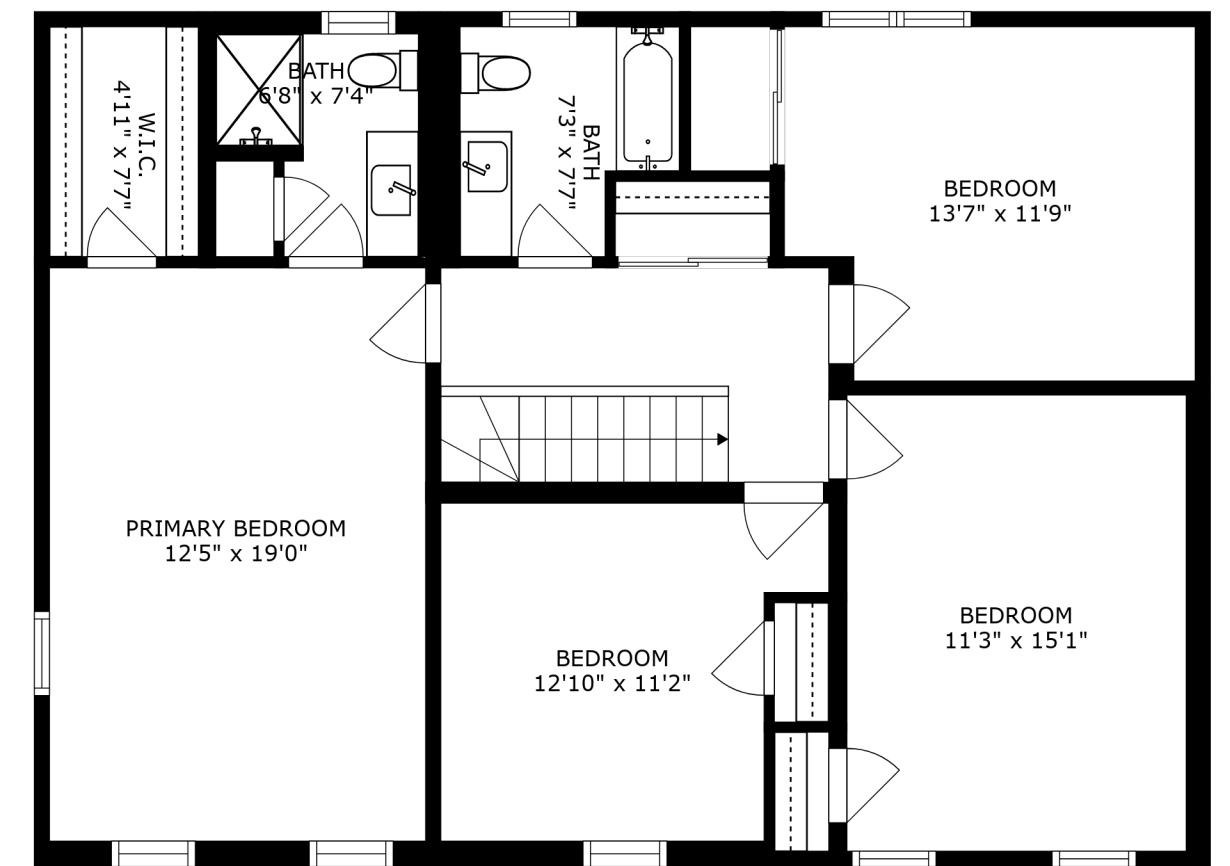 W.I.C.
4'11" x 7'7"
BATH
6'8" x 7'4"
BATH
7'3" x 7'7"
BEDROOM
13'7" x 11'9"
PRIMARY BEDROOM
12'5" x 19'0"
BEDROOM
12'10" x 11'2"
BEDROOM
11'3" x 15'1"